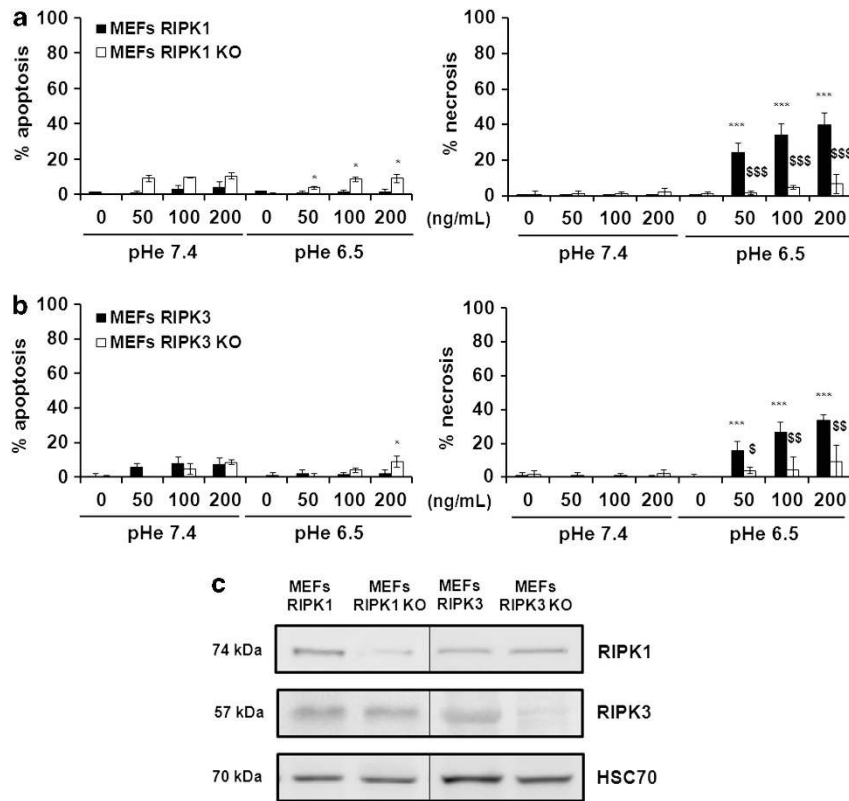 a
MEFs RIPK1
MEFs RIPK1 KO
% apoptosis
100
80
60
40
20
0
* * *
0 50 100 200 0 50 100 200
pHe 7.4 pHe 6.5
(ng/mL)
% necrosis
100
80
60
40
20
0
*** *** ***
$$$ $$$ $$$
0 50 100 200 0 50 100 200
pHe 7.4 pHe 6.5
b
MEFs RIPK3
MEFs RIPK3 KO
% apoptosis
100
80
60
40
20
0
*
0 50 100 200 0 50 100 200
pHe 7.4 pHe 6.5
(ng/mL)
% necrosis
100
80
60
40
20
0
*** *** ***
$ $$ $$
0 50 100 200 0 50 100 200
pHe 7.4 pHe 6.5
c
MEFs RIPK1
MEFs RIPK1 KO
MEFs RIPK3
MEFs RIPK3 KO
74 kDa RIPK1
57 kDa RIPK3
70 kDa HSC70